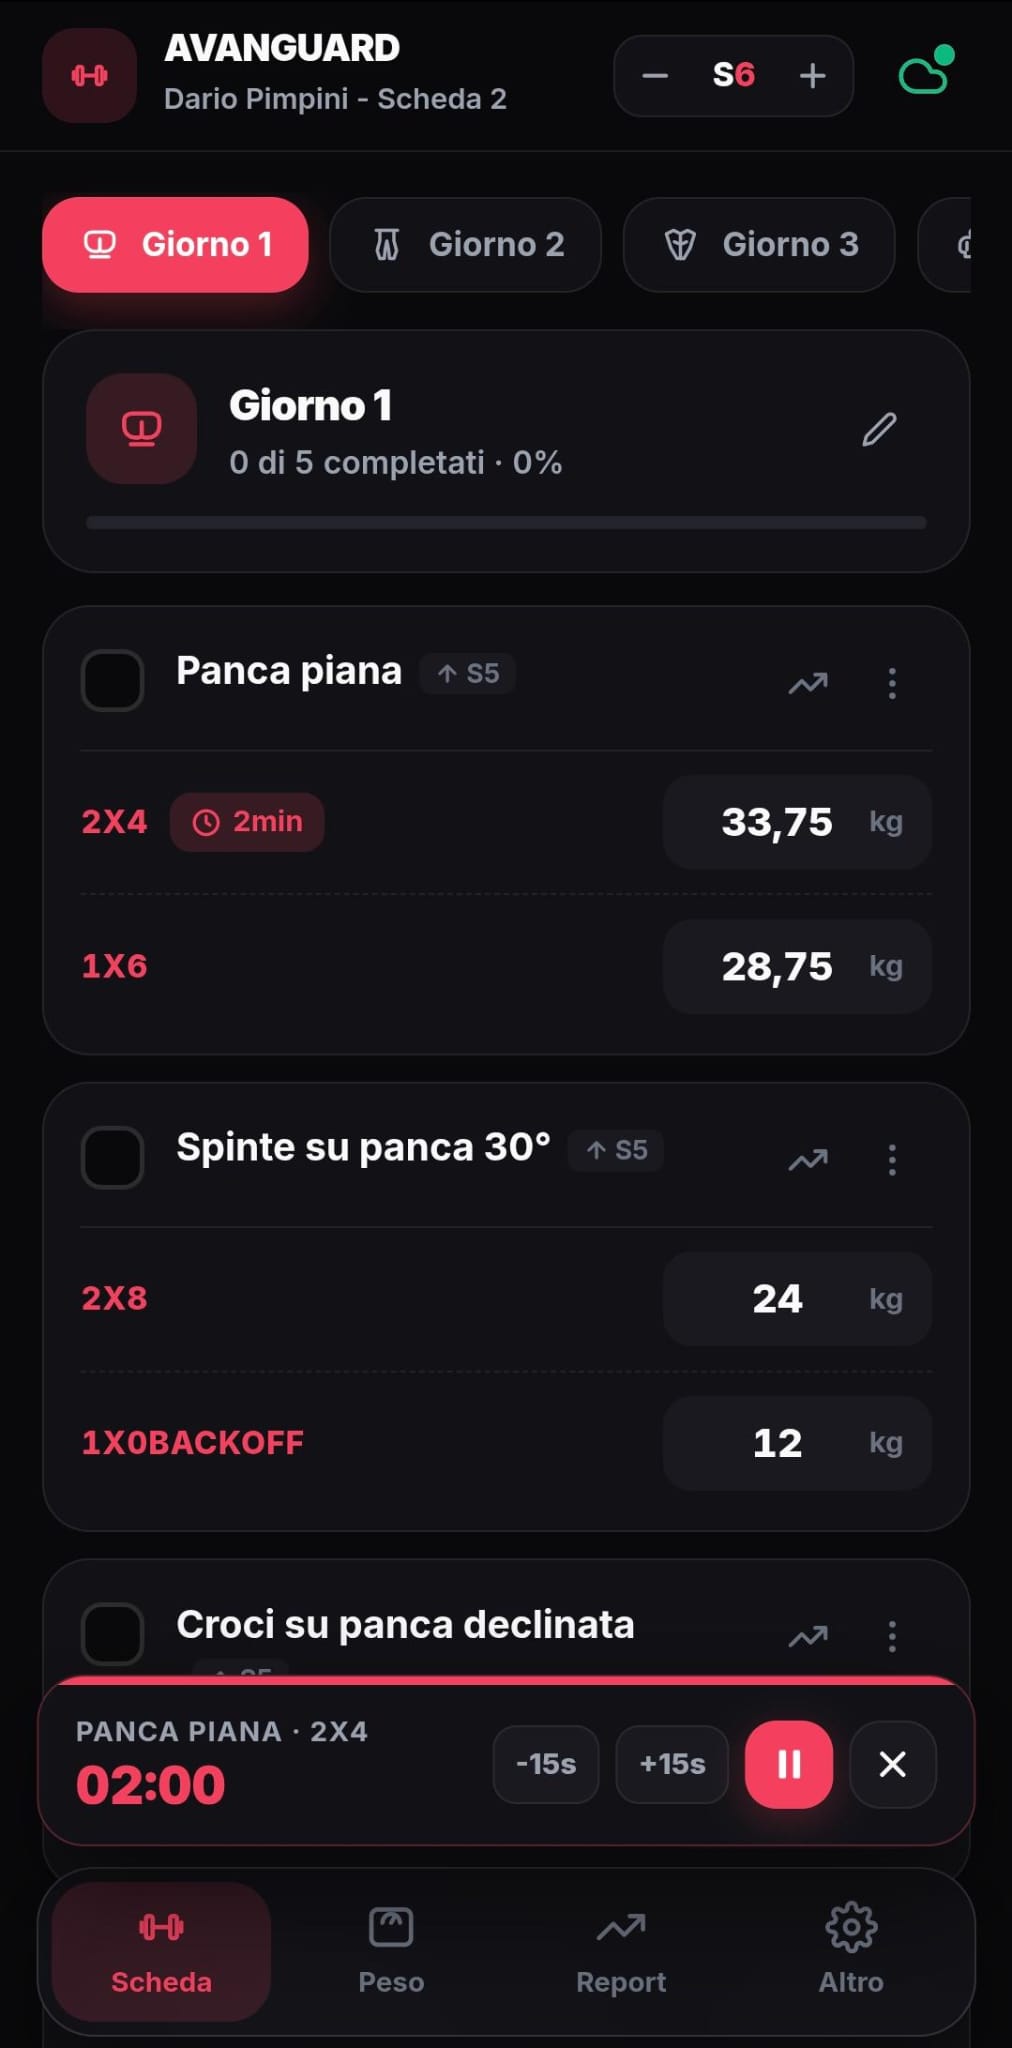 AVANGUARD
Dario Pimpini - Scheda 2
S6
Giorno 1
Giorno 2
Giorno 3
Giorno 1
0 di 5 completati · 0%
Panca piana ↑ S5
2X4 2min 33,75 kg
1X6 28,75 kg
Spinte su panca 30° ↑ S5
2X8 24 kg
1X0BACKOFF 12 kg
Croci su panca declinata
↑ S5
PANCA PIANA · 2X4
02:00
-15s
+15s
Scheda
Peso
Report
Altro